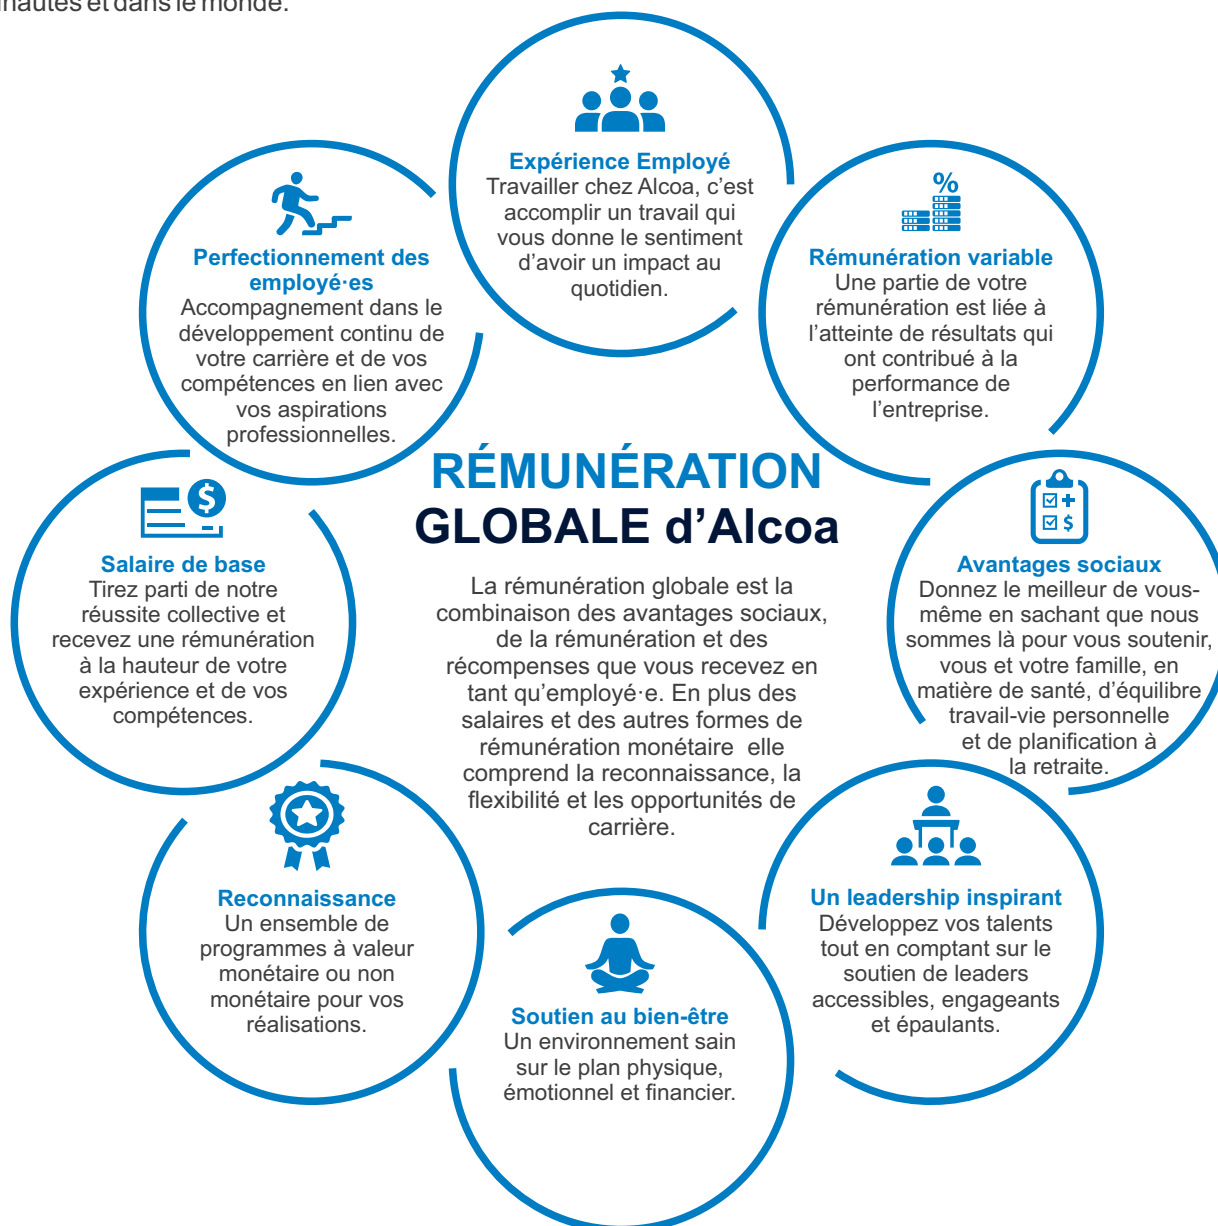 et dans le monde.
Expérience Employé
Travailler chez Alcoa, c’est
accomplir un travail qui
vous donne le sentiment
d’avoir un impact au
quotidien.
%
Rémunération variable
Une partie de votre
rémunération est liée à
l’atteinte de résultats qui
ont contribué à la
performance de
l’entreprise.
Perfectionnement des
employé·es
Accompagnement dans le
développement continu de
votre carrière et de vos
compétences en lien avec
vos aspirations
professionnelles.
RÉMUNÉRATION
GLOBALE d’Alcoa
La rémunération globale est la
combinaison des avantages sociaux,
de la rémunération et des
récompenses que vous recevez en
tant qu’employé·e. En plus des
salaires et des autres formes de
rémunération monétaire  elle
comprend la reconnaissance, la
flexibilité et les opportunités de
carrière.
$
Salaire de base
Tirez parti de notre
réussite collective et
recevez une rémunération
à la hauteur de votre
expérience et de vos
compétences.
$
Avantages sociaux
Donnez le meilleur de vous-
même en sachant que nous
sommes là pour vous soutenir,
vous et votre famille, en
matière de santé, d’équilibre
travail-vie personnelle
et de planification à
la retraite.
Reconnaissance
Un ensemble de
programmes à valeur
monétaire ou non
monétaire pour vos
réalisations.
Un leadership inspirant
Développez vos talents
tout en comptant sur le
soutien de leaders
accessibles, engageants
et épaulants.
Soutien au bien-être
Un environnement sain
sur le plan physique,
émotionnel et financier.